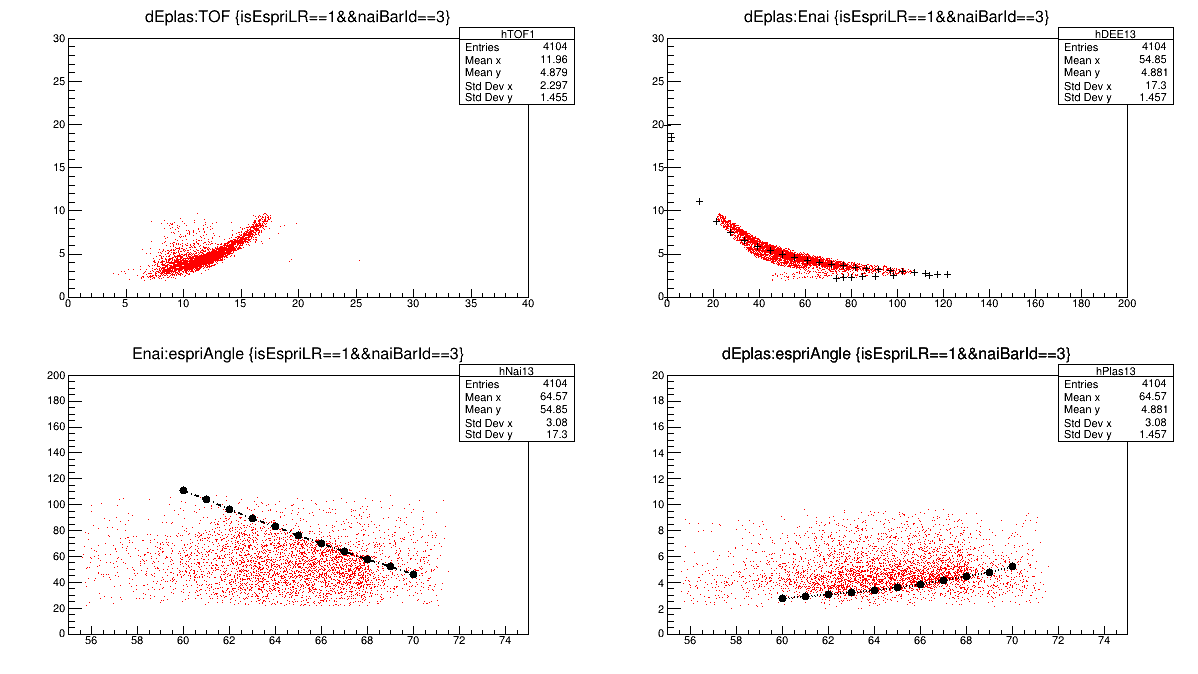 dEplas:TOF {isEspriLR==1&&naiBarId==3}
hTOF1
Entries 4104
Mean x 11.96
Mean y 4.879
Std Dev x 2.297
Std Dev y 1.455
30
25
20
15
10
5
0
0 5 10 15 20 25 30 35 40
dEplas:Enai {isEspriLR==1&&naiBarId==3}
hDEE13
Entries 4104
Mean x 54.85
Mean y 4.881
Std Dev x 17.3
Std Dev y 1.457
30
25
20
15
10
5
0
0 20 40 60 80 100 120 140 160 180 200
Enai:espriAngle {isEspriLR==1&&naiBarId==3}
hNai13
Entries 4104
Mean x 64.57
Mean y 54.85
Std Dev x 3.08
Std Dev y 17.3
200
180
160
140
120
100
80
60
40
20
0
56 58 60 62 64 66 68 70 72 74
dEplas:espriAngle {isEspriLR==1&&naiBarId==3}
hPlas13
Entries 4104
Mean x 64.57
Mean y 4.881
Std Dev x 3.08
Std Dev y 1.457
20
18
16
14
12
10
8
6
4
2
0
56 58 60 62 64 66 68 70 72 74